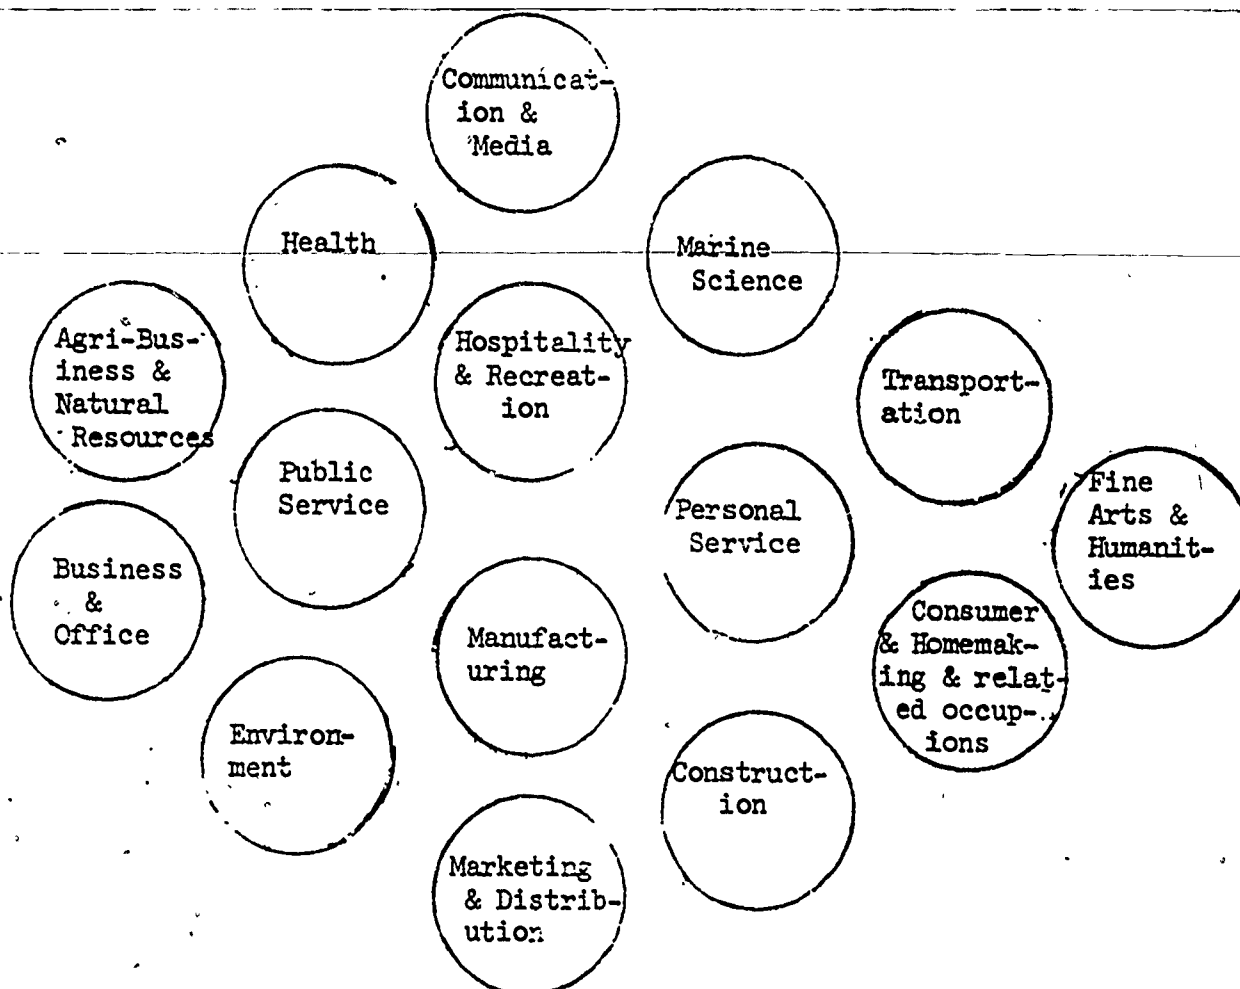 Communicat-
ion &
Media
Health
Marine
Science
Agri-Bus-
iness &
Natural
Resources
Hospitality
& Recreat-
ion
Transport-
ation
Public
Service
Personal
Service
Fine
Arts &
Humanit-
ies
Business
&
Office
Manufact-
uring
Consumer
& Homemak-
ing & relat-
ed occup-
ions
Environ-
ment
Construct-
ion
Marketing
& Distrib-
ution